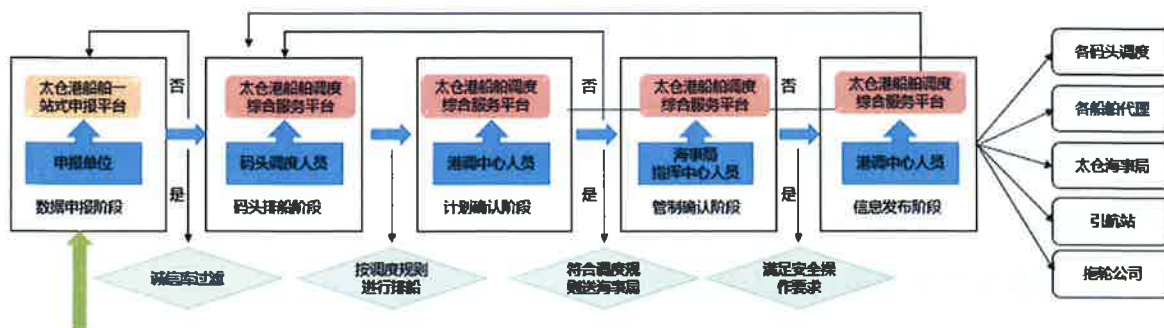 太仓港船舶一
站式申报平台
申报单位
数据申报阶段
否
是
太仓港船舶调度
综合服务平台
码头调度人员
码头排船阶段
太仓港船舶调度
综合服务平台
港调中心人员
计划确认阶段
否
是
太仓港船舶调度
综合服务平台
海事局
指挥中心人员
管制确认阶段
否
是
太仓港船舶调度
综合服务平台
港调中心人员
信息发布阶段
各码头调度
各船舶代理
太仓海事局
引航站
拖轮公司
诚信库过滤
按调度规则
进行排船
符合调度规
则送海事局
满足安全操
作要求